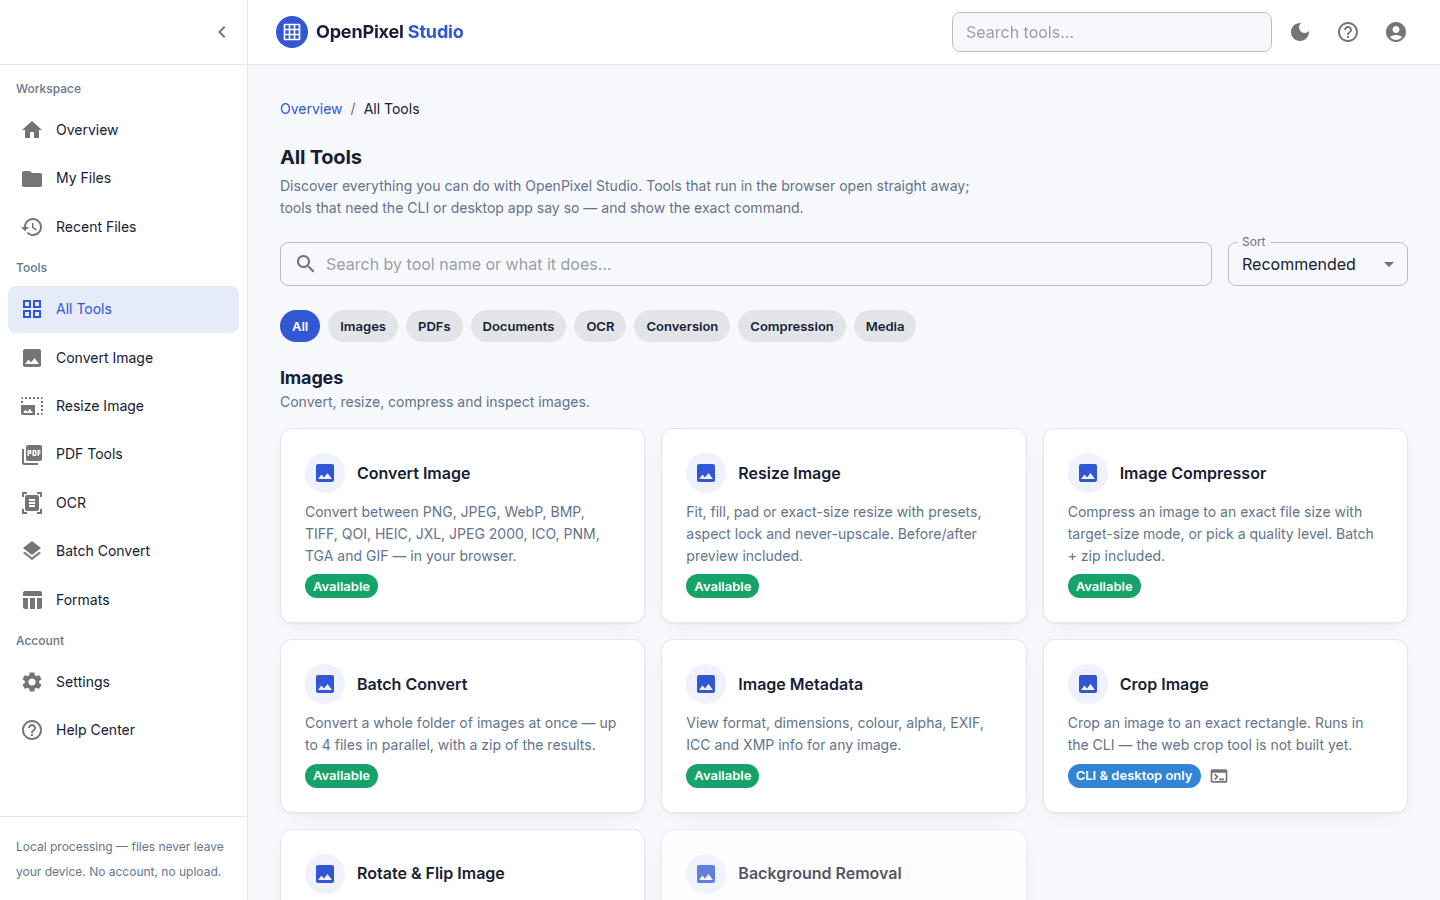 OpenPixel Studio
Search tools...
Workspace
Overview
My Files
Recent Files
Tools
All Tools
Convert Image
Resize Image
PDF Tools
OCR
Batch Convert
Formats
Account
Settings
Help Center
Local processing — files never leave
your device. No account, no upload.
Overview / All Tools
All Tools
Discover everything you can do with OpenPixel Studio. Tools that run in the browser open straight away;
tools that need the CLI or desktop app say so — and show the exact command.
Search by tool name or what it does...
Sort
Recommended
All
Images
PDFs
Documents
OCR
Conversion
Compression
Media
Images
Convert, resize, compress and inspect images.
Convert Image
Convert between PNG, JPEG, WebP, BMP,
TIFF, QOI, HEIC, JXL, JPEG 2000, ICO, PNM,
TGA and GIF — in your browser.
Available
Resize Image
Fit, fill, pad or exact-size resize with presets,
aspect lock and never-upscale. Before/after
preview included.
Available
Image Compressor
Compress an image to an exact file size with
target-size mode, or pick a quality level. Batch
+ zip included.
Available
Batch Convert
Convert a whole folder of images at once — up
to 4 files in parallel, with a zip of the results.
Available
Image Metadata
View format, dimensions, colour, alpha, EXIF,
ICC and XMP info for any image.
Available
Crop Image
Crop an image to an exact rectangle. Runs in
the CLI — the web crop tool is not built yet.
CLI & desktop only
Rotate & Flip Image
Background Removal